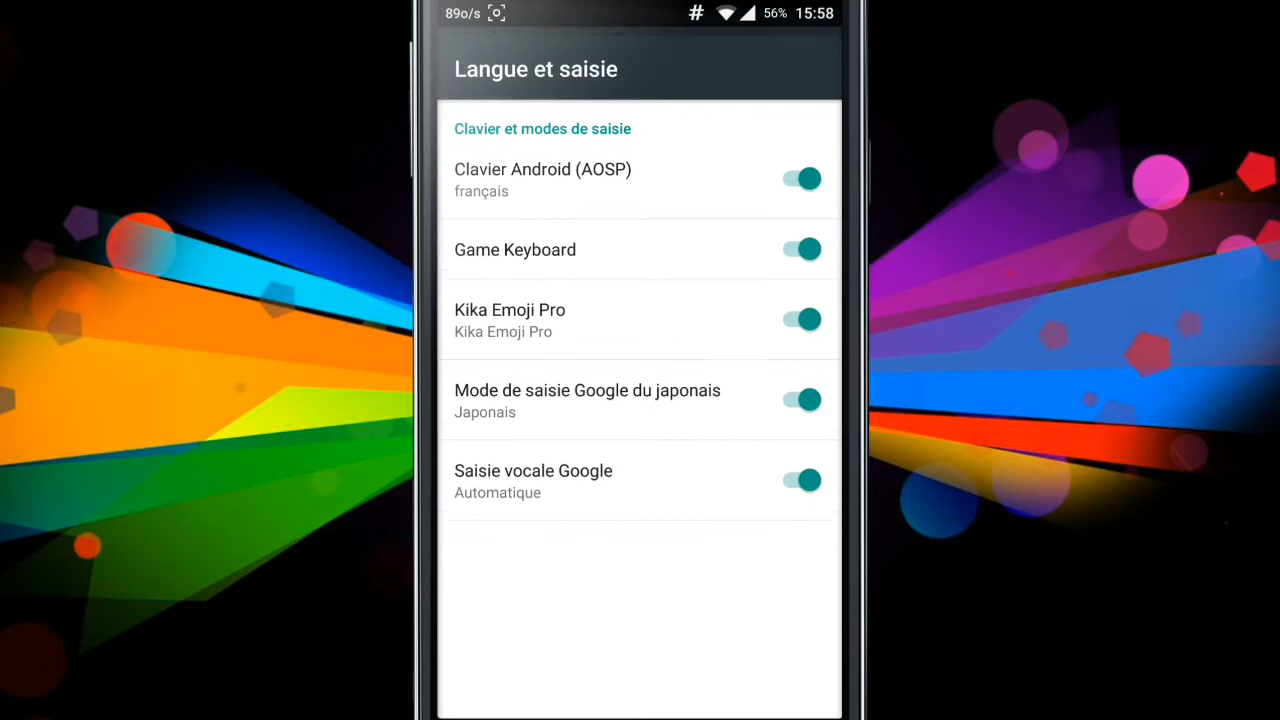 89o/s # 56% 15:58
Langue et saisie
Clavier et modes de saisie
Clavier Android (AOSP)
français
Game Keyboard
Kika Emoji Pro
Kika Emoji Pro
Mode de saisie Google du japonais
Japonais
Saisie vocale Google
Automatique